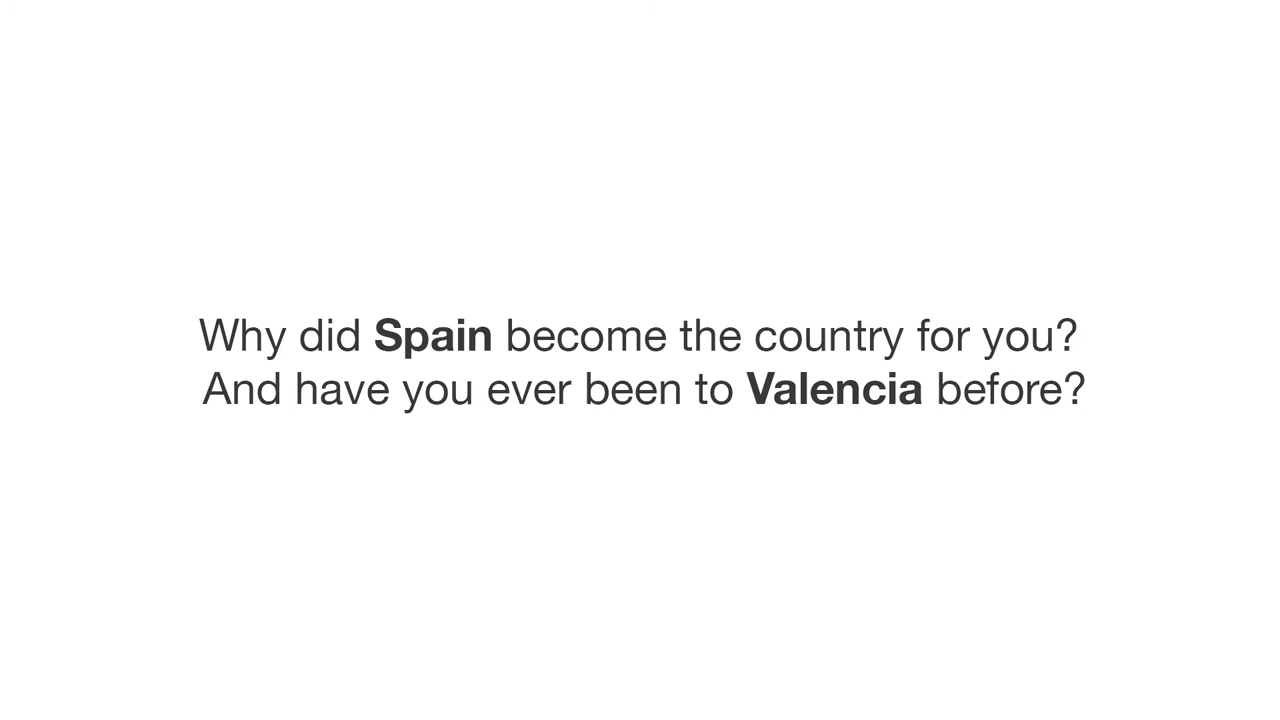 Why did Spain become the country for you?
And have you ever been to Valencia before?